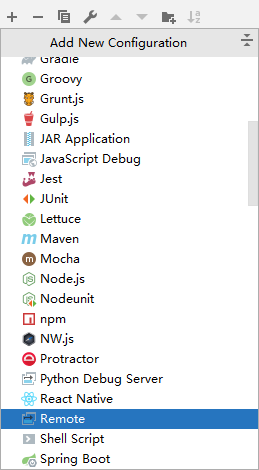 Add New Configuration
Gradle
Groovy
Grunt.js
Gulp.js
JAR Application
JavaScript Debug
Jest
JUnit
Lettuce
Maven
Mocha
Node.js
Nodeunit
npm
NW.js
Protractor
Python Debug Server
React Native
Remote
Shell Script
Spring Boot